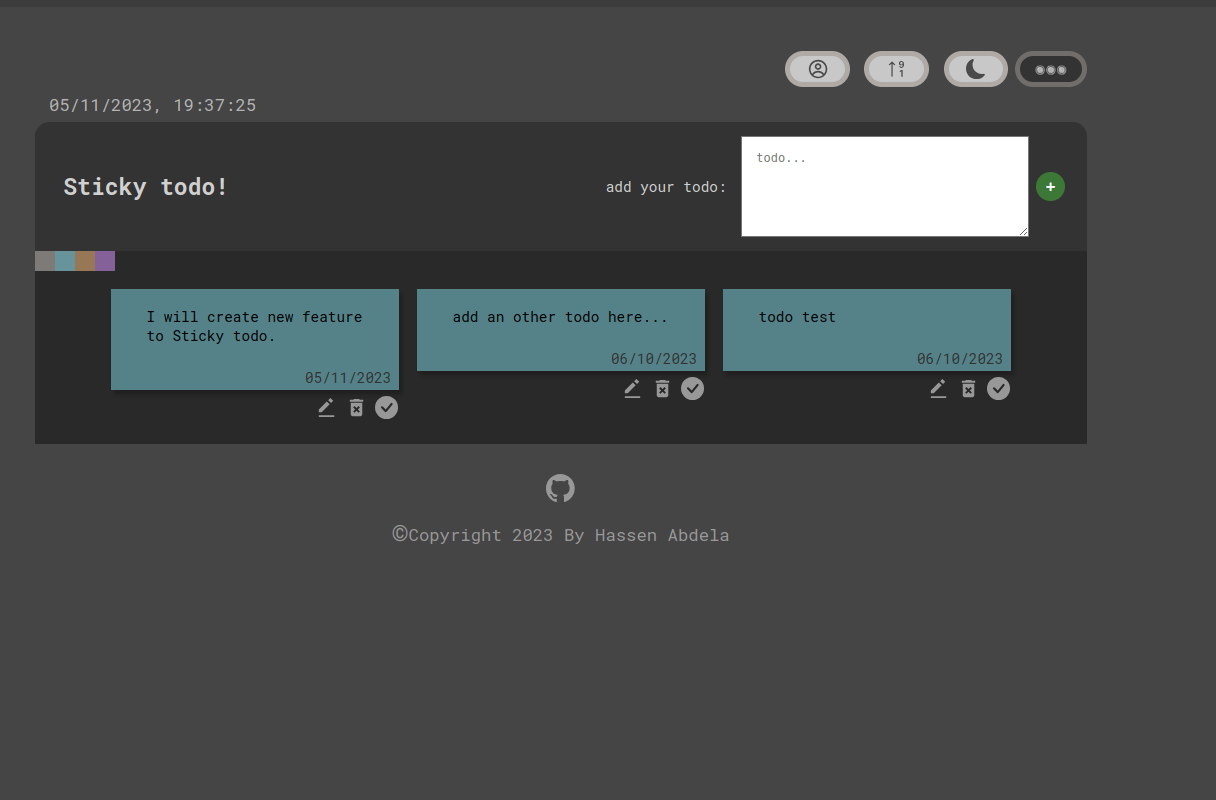 9
1
05/11/2023, 19:37:25
Sticky todo!
add your todo:
todo...
+
I will create new feature
to Sticky todo.
05/11/2023
add an other todo here...
06/10/2023
todo test
06/10/2023
©Copyright 2023 By Hassen Abdela